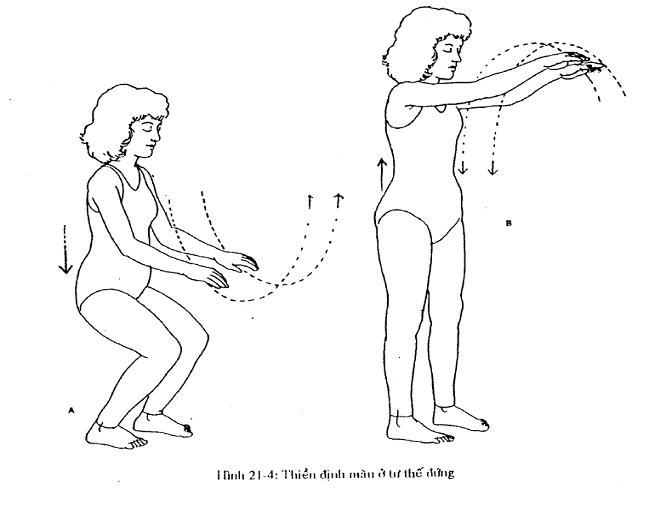 B
A
Hình 21-4: Thiền định màu ở tư thế đứng